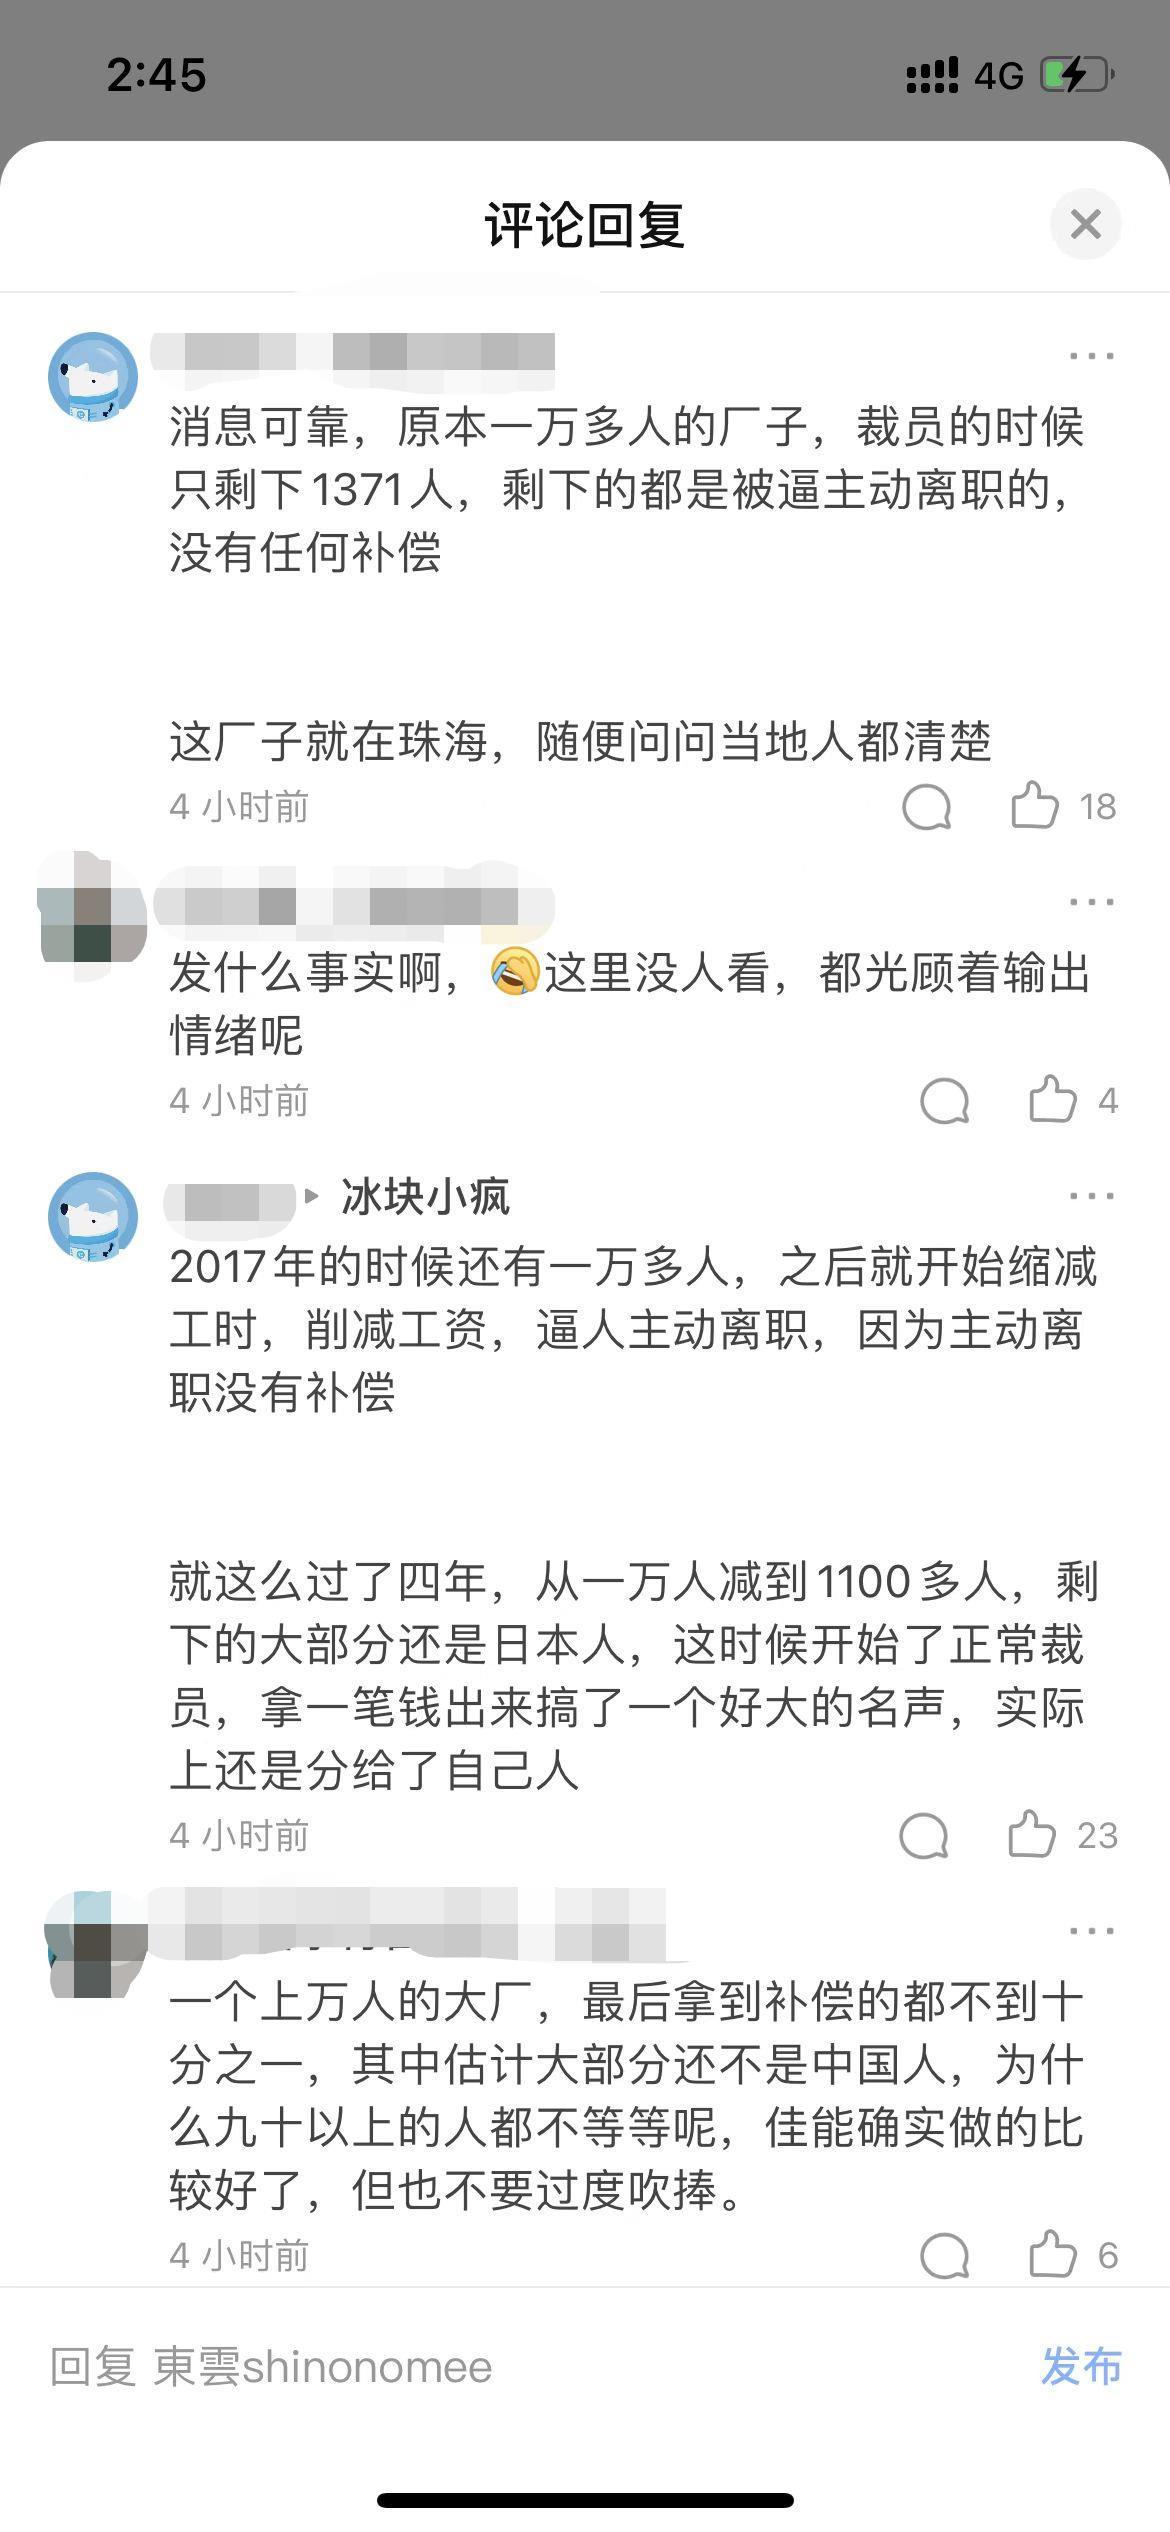 2:45
4G
评论回复
消息可靠，原本一万多人的厂子，裁员的时候
只剩下1371人，剩下的都是被逼主动离职的，
没有任何补偿
这厂子就在珠海，随便问问当地人都清楚
4 小时前
18
发什么事实啊，🤣这里没人看，都光顾着输出
情绪呢
4 小时前
4
冰块小疯
2017年的时候还有一万多人，之后就开始缩减
工时，削减工资，逼人主动离职，因为主动离
职没有补偿
就这么过了四年，从一万人减到1100多人，剩
下的大部分还是日本人，这时候开始了正常裁
员，拿一笔钱出来搞了一个好大的名声，实际
上还是分给了自己人
4 小时前
23
一个上万人的大厂，最后拿到补偿的都不到十
分之一，其中估计大部分还不是中国人，为什
么九十以上的人都不等等呢，佳能确实做的比
较好了，但也不要过度吹捧。
4 小时前
6
回复 東雲shinonomee
发布